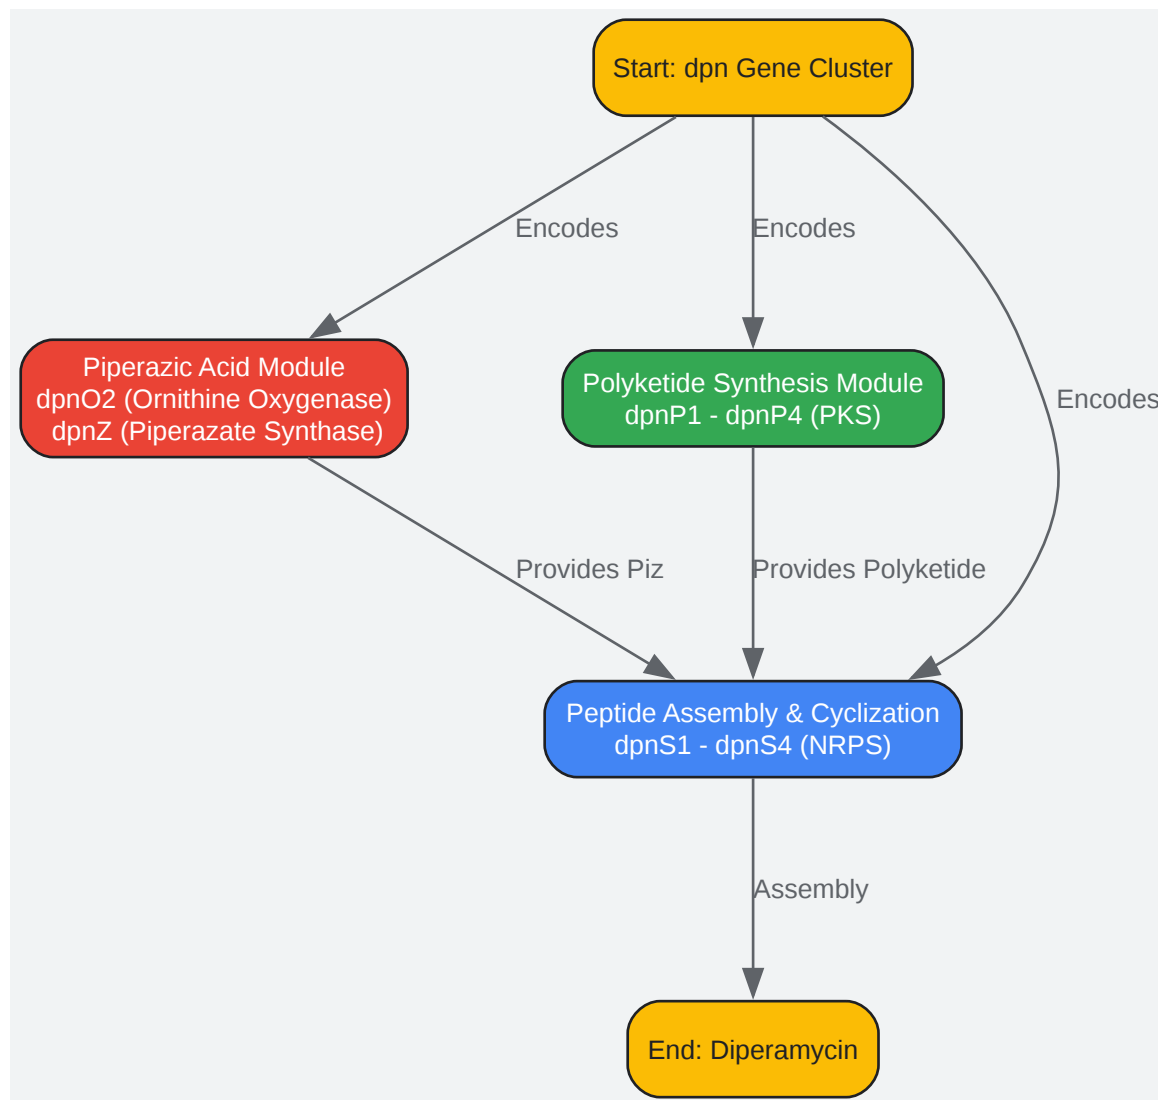 Start: dpn Gene Cluster
Encodes
Encodes
Encodes
Piperazic Acid Module
dpnO2 (Ornithine Oxygenase)
dpnZ (Piperazate Synthase)
Polyketide Synthesis Module
dpnP1 - dpnP4 (PKS)
Provides Piz
Provides Polyketide
Peptide Assembly & Cyclization
dpnS1 - dpnS4 (NRPS)
Assembly
End: Diperamycin